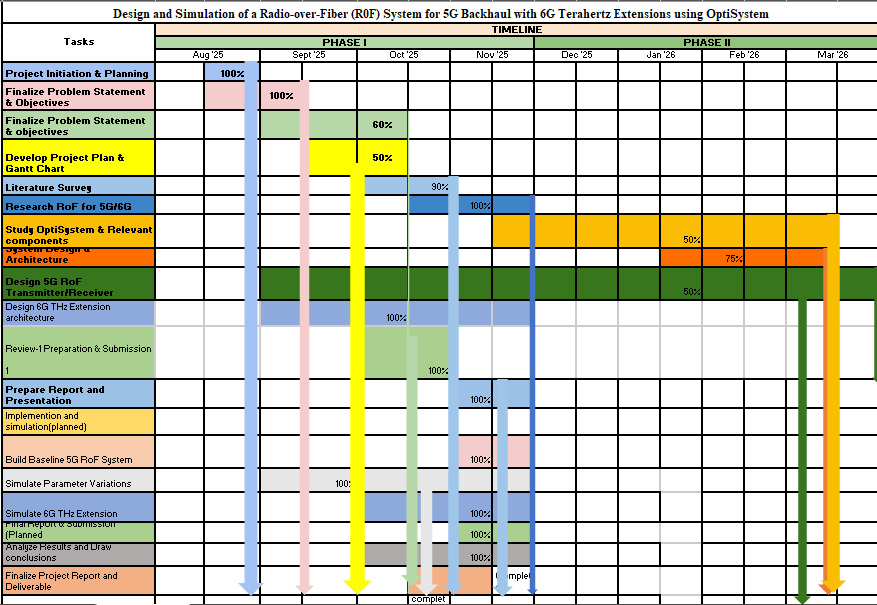 Design and Simulation of a Radio-over-Fiber (R0F) System for 5G Backhaul with 6G Terahertz Extensions using OptiSystem
Tasks
TIMELINE
PHASE I
PHASE II
Aug '25
Sept '25
Oct '25
Nov '25
Dec '25
Jan '26
Feb '26
Mar '26
Project Initiation & Planning
100%
Finalize Problem Statement
& Objectives
100%
Finalize Problem Statement
& objectives
60%
Develop Project Plan &
Gantt Chart
50%
Literature Survey
90%
Research RoF for 5G/6G
100%
Study OptiSystem & Relevant
components
50%
System Design &
Architecture
75%
Design 5G RoF
Transmitter/Receiver
50%
Design 6G THz Extension
architecture
100%
Review-1 Preparation & Submission
1
100%
Prepare Report and
Presentation
100%
Implemention and
simulation(planned)
Build Baseline 5G RoF System
100%
Simulate Parameter Variations
100%
Simulate 6G THz Extension
100%
Final Report & Submission
(Planned
100%
Analyze Results and Draw
conclusions
100%
Finalize Project Report and
Deliverable
complet